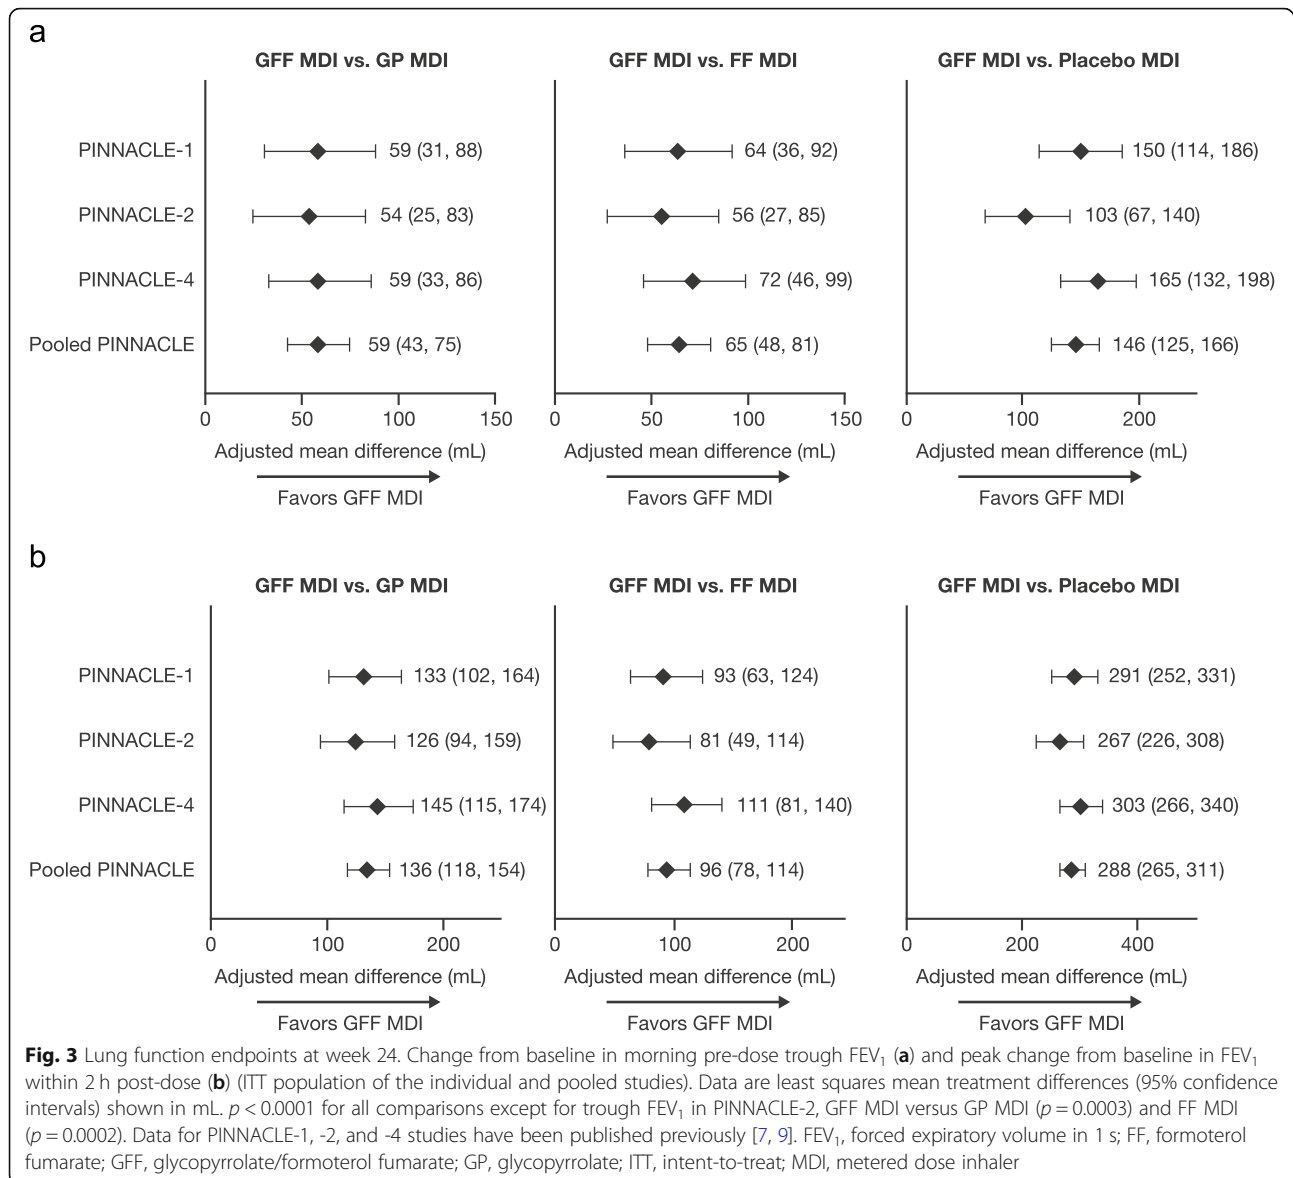 a
GFF MDI vs. GP MDI
GFF MDI vs. FF MDI
GFF MDI vs. Placebo MDI
PINNACLE-1
59 (31, 88)
64 (36, 92)
150 (114, 186)
PINNACLE-2
54 (25, 83)
56 (27, 85)
103 (67, 140)
PINNACLE-4
59 (33, 86)
72 (46, 99)
165 (132, 198)
Pooled PINNACLE
59 (43, 75)
65 (48, 81)
146 (125, 166)
0 50 100 150
0 50 100 150
0 100 200
Adjusted mean difference (mL)
Adjusted mean difference (mL)
Adjusted mean difference (mL)
Favors GFF MDI
Favors GFF MDI
Favors GFF MDI
b
GFF MDI vs. GP MDI
GFF MDI vs. FF MDI
GFF MDI vs. Placebo MDI
PINNACLE-1
133 (102, 164)
93 (63, 124)
291 (252, 331)
PINNACLE-2
126 (94, 159)
81 (49, 114)
267 (226, 308)
PINNACLE-4
145 (115, 174)
111 (81, 140)
303 (266, 340)
Pooled PINNACLE
136 (118, 154)
96 (78, 114)
288 (265, 311)
0 100 200
0 100 200
0 200 400
Adjusted mean difference (mL)
Adjusted mean difference (mL)
Adjusted mean difference (mL)
Favors GFF MDI
Favors GFF MDI
Favors GFF MDI
Fig. 3 Lung function endpoints at week 24. Change from baseline in morning pre-dose trough FEV₁ (a) and peak change from baseline in FEV₁
within 2 h post-dose (b) (ITT population of the individual and pooled studies). Data are least squares mean treatment differences (95% confidence
intervals) shown in mL. p < 0.0001 for all comparisons except for trough FEV₁ in PINNACLE-2, GFF MDI versus GP MDI (p = 0.0003) and FF MDI
(p = 0.0002). Data for PINNACLE-1, -2, and -4 studies have been published previously [7, 9]. FEV₁, forced expiratory volume in 1 s; FF, formoterol
fumarate; GFF, glycopyrrolate/formoterol fumarate; GP, glycopyrrolate; ITT, intent-to-treat; MDI, metered dose inhaler